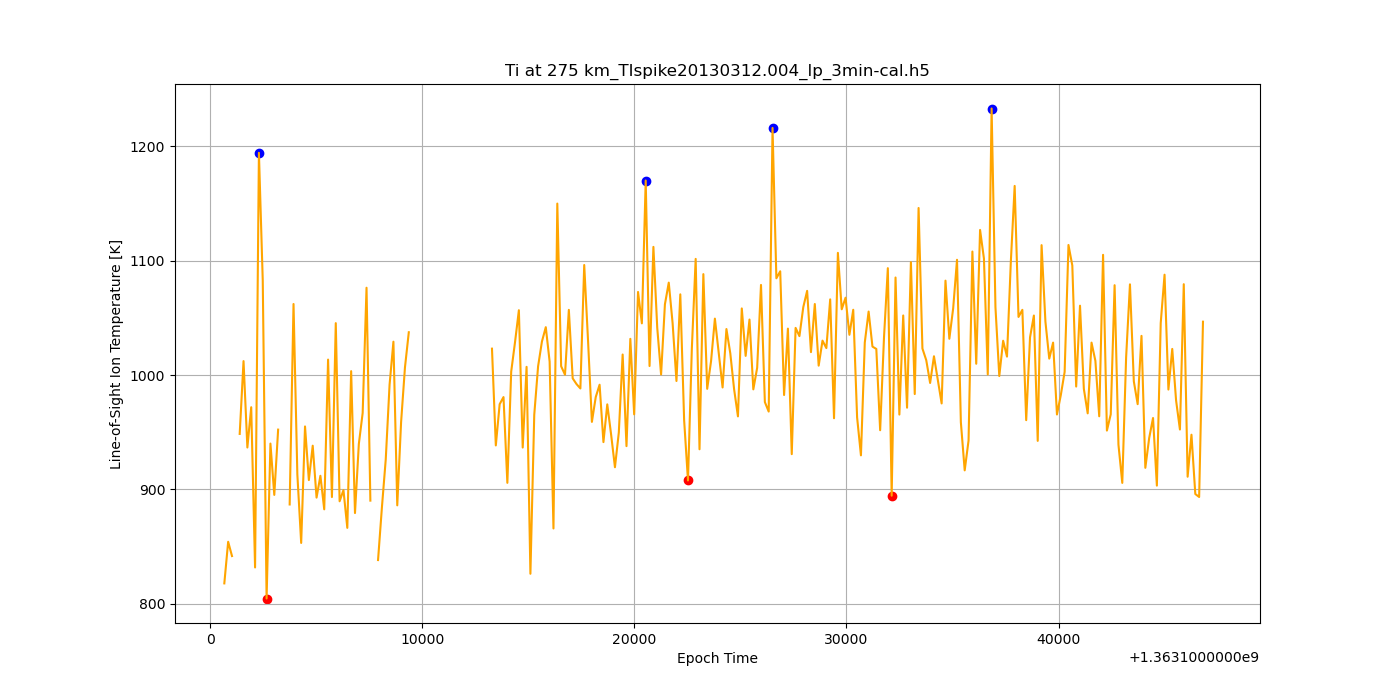 Ti at 275 km_TIspike20130312.004_lp_3min-cal.h5
Line-of-Sight Ion Temperature [K]
1200
1100
1000
900
800
0 10000 20000 30000 40000
Epoch Time
+1.3631000000e9